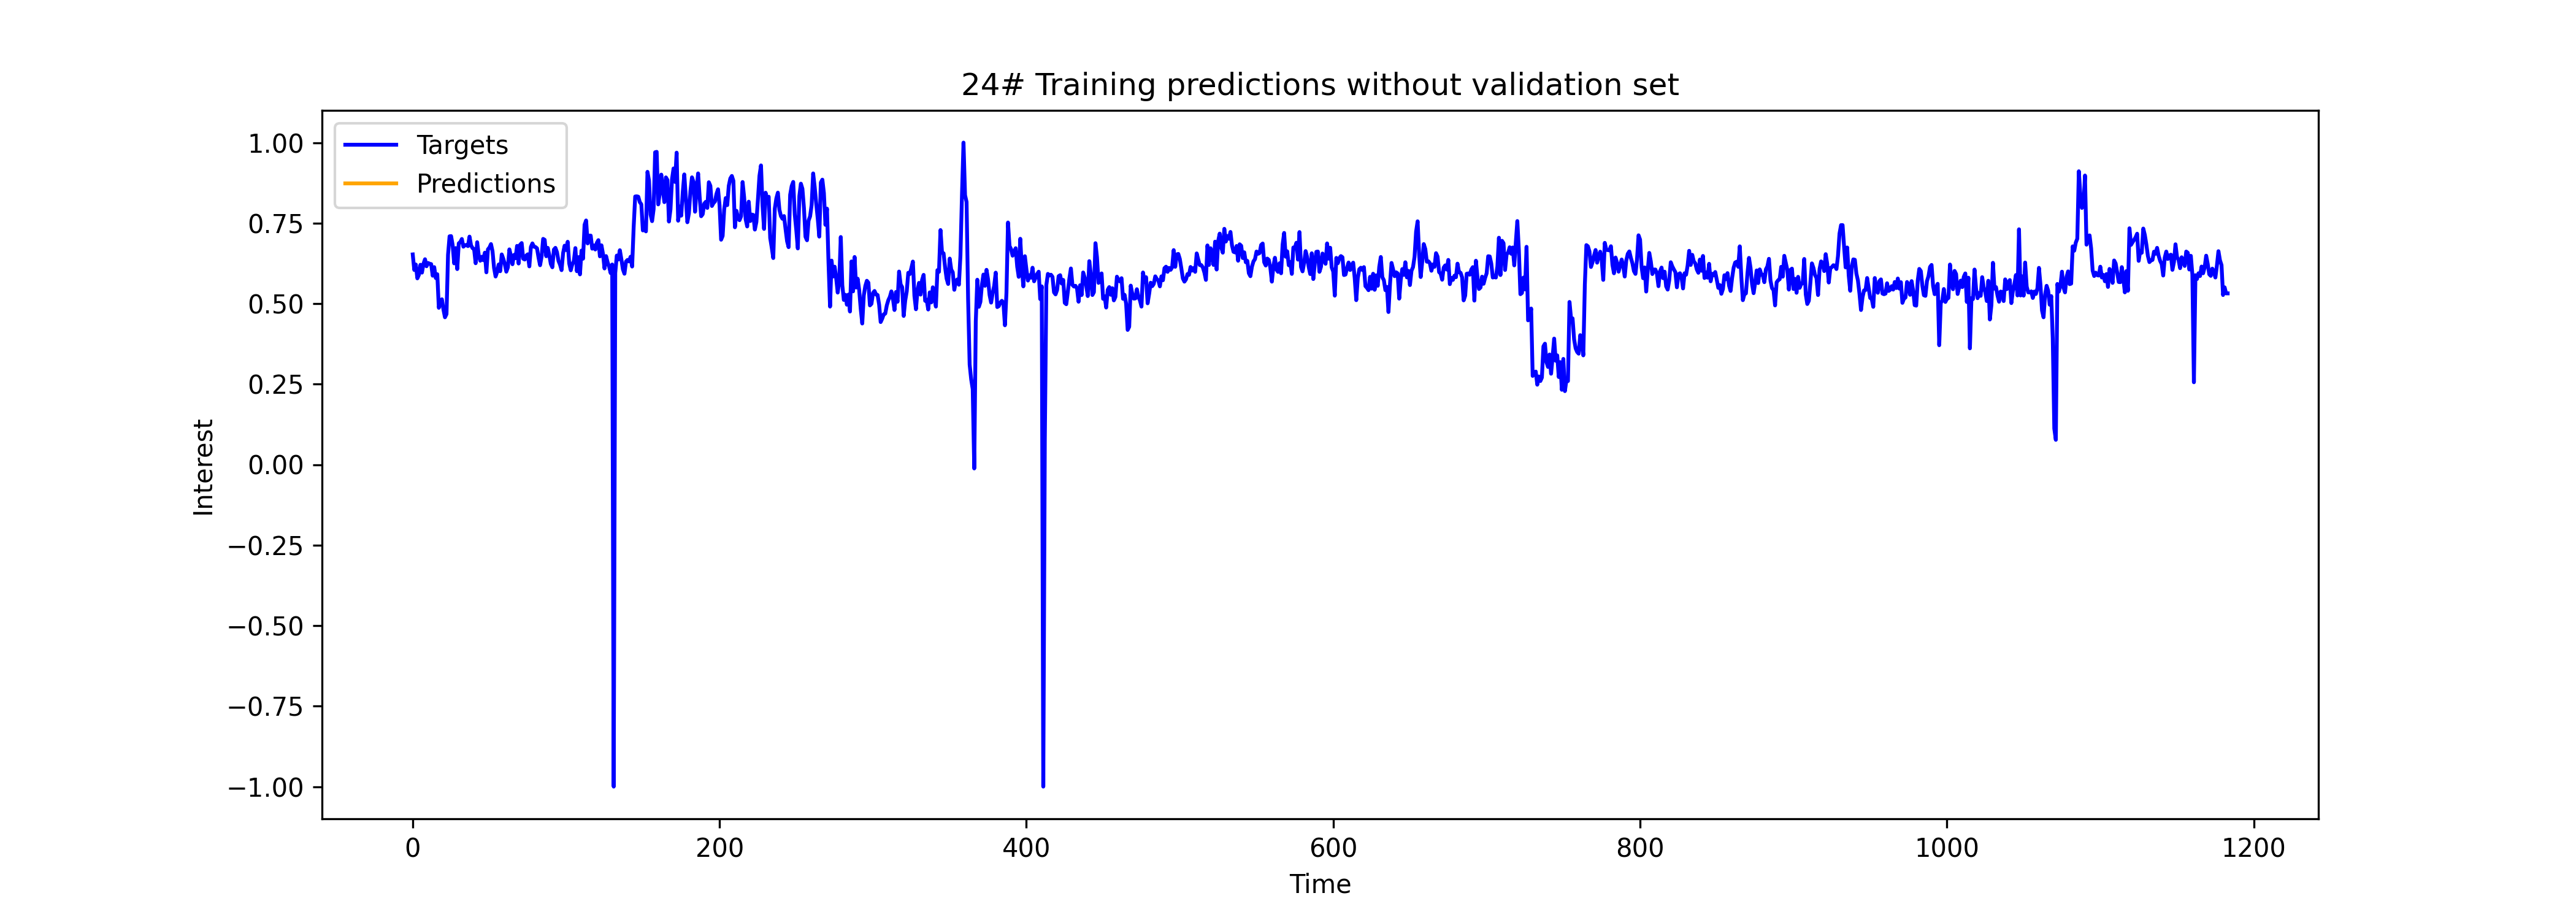 24# Training predictions without validation set
Targets
Predictions
1.00
0.75
0.50
0.25
0.00
−0.25
−0.50
−0.75
−1.00
Interest
0 200 400 600 800 1000 1200
Time